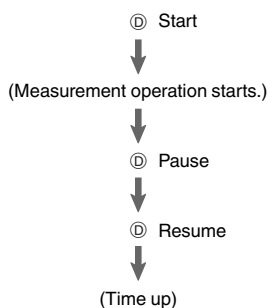 Ⓓ Start
(Measurement operation starts.)
Ⓓ Pause
Ⓓ Resume
(Time up)